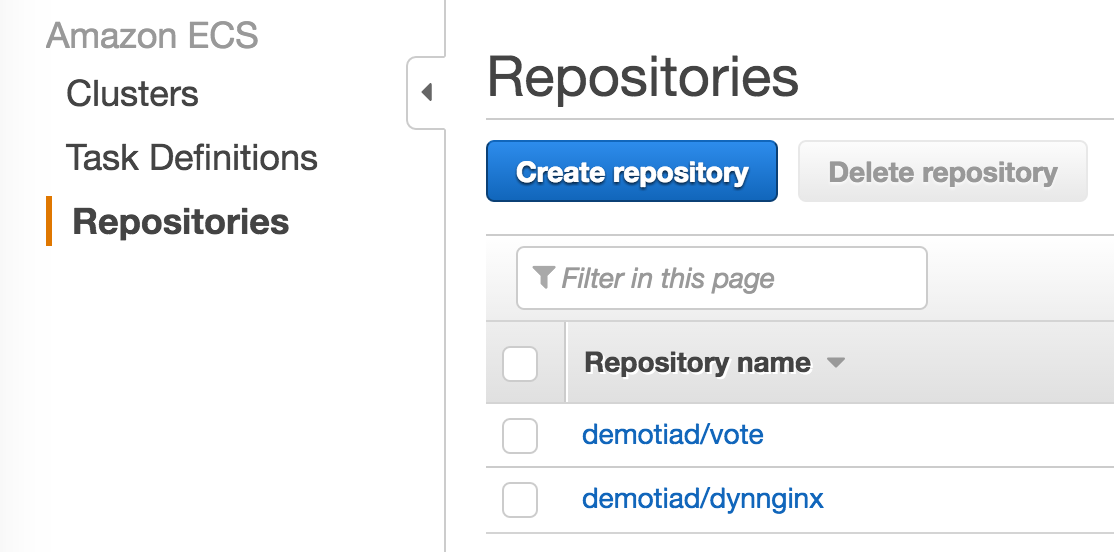 Amazon ECS
Clusters
Task Definitions
Repositories
Repositories
Create repository
Delete repository
Filter in this page
Repository name
demotiad/vote
demotiad/dynnginx